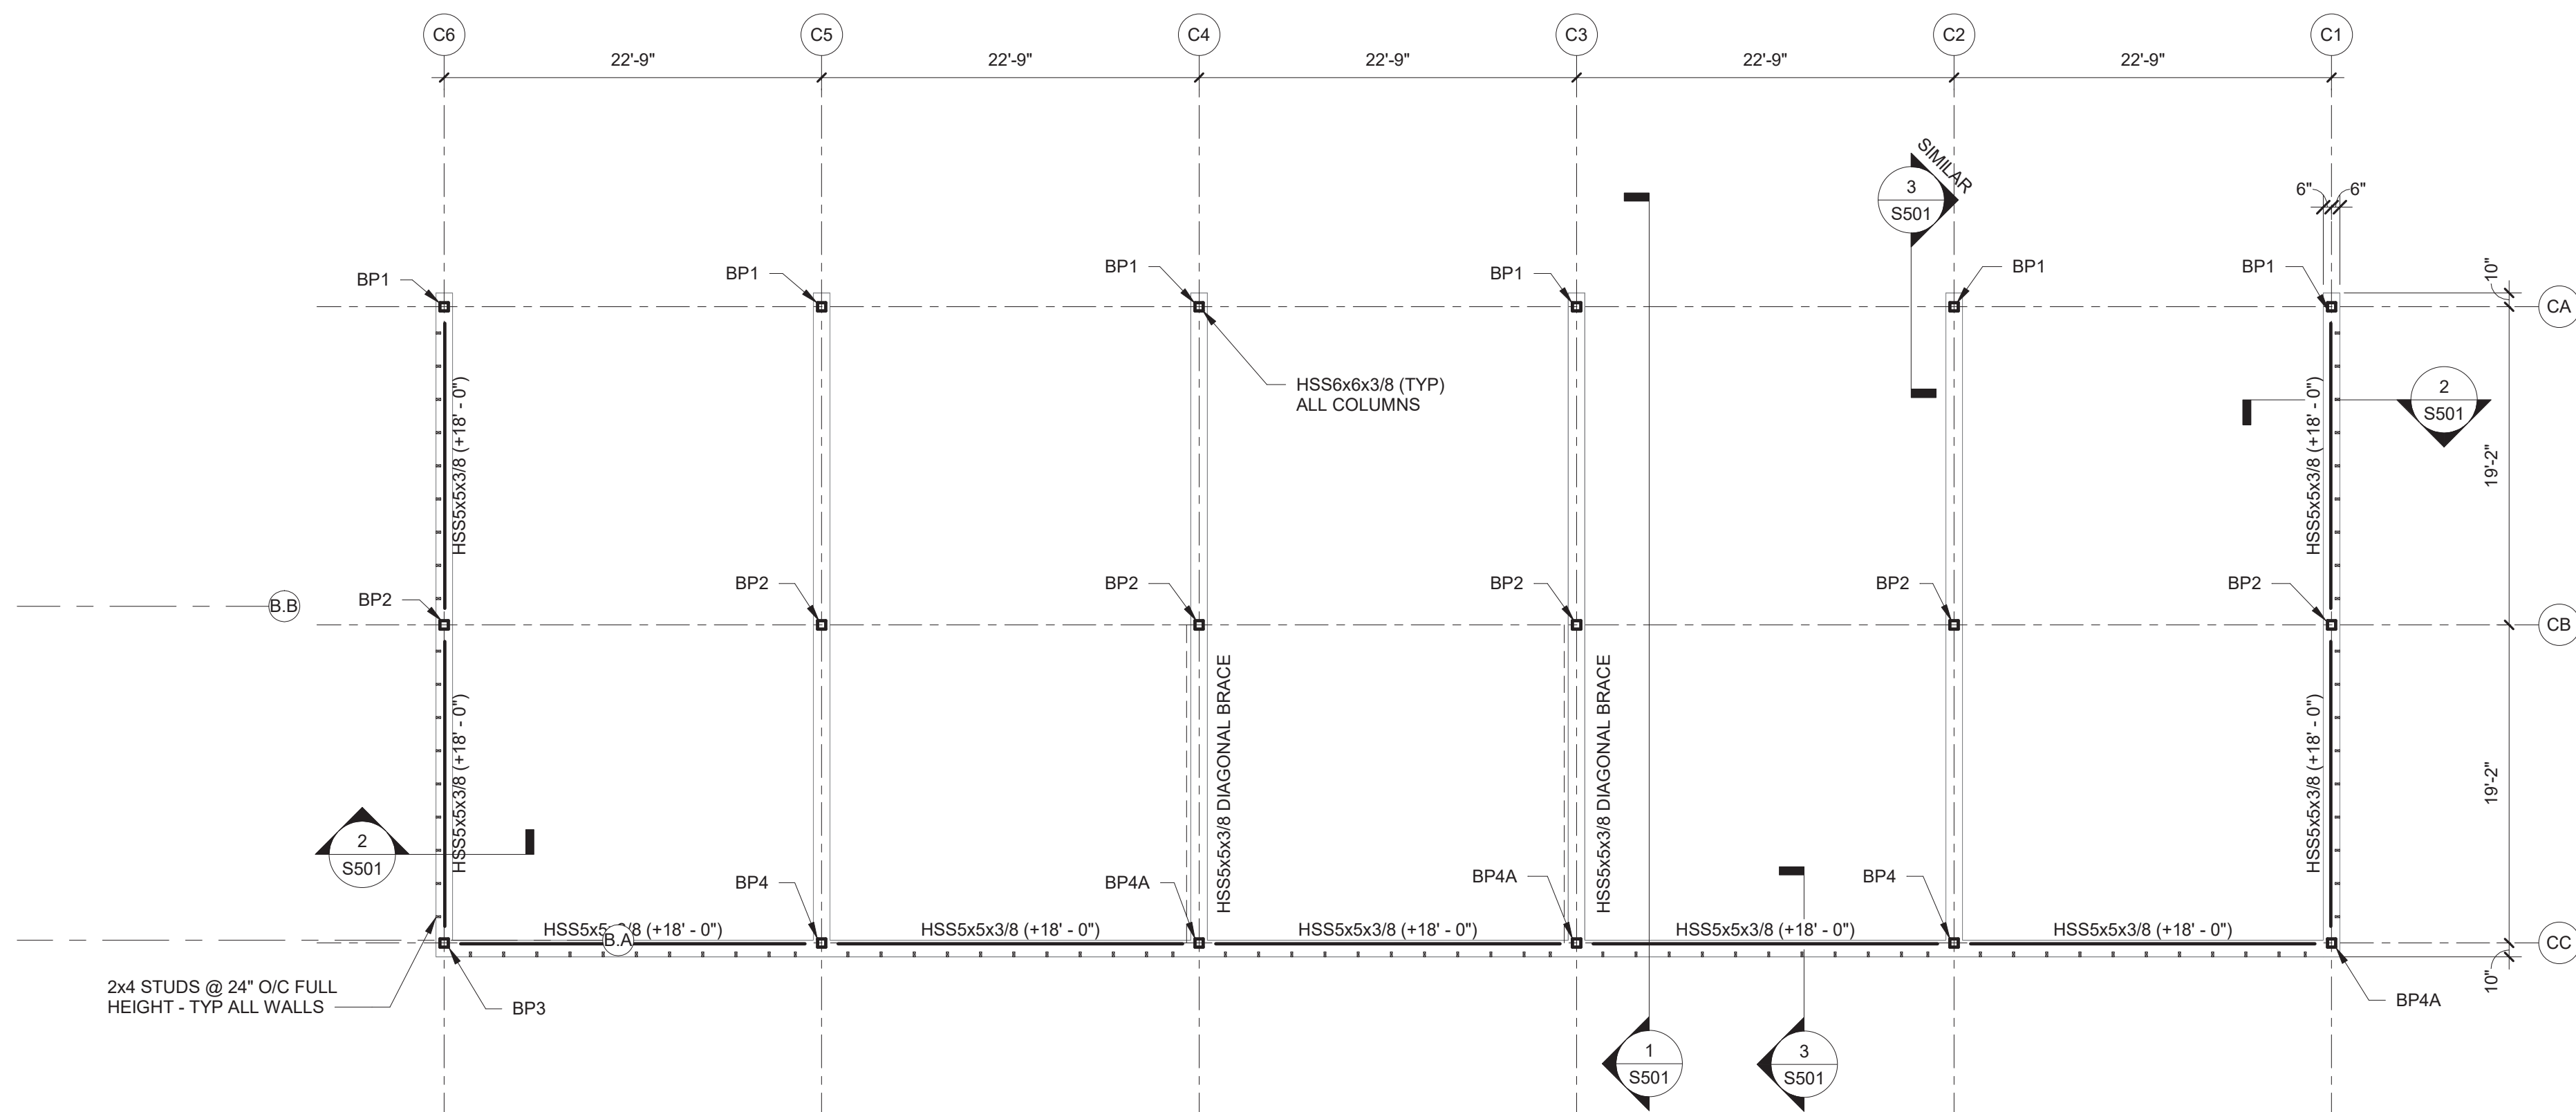 C6
C5
C4
C3
C2
C1
22'-9"
22'-9"
22'-9"
22'-9"
22'-9"
SIMILAR
3
S501
6"
6"
10"
BP1
BP1
BP1
BP1
BP1
BP1
CA
HSS6x6x3/8 (TYP)
ALL COLUMNS
HSS5x5x3/8 (+18' - 0")
HSS5x5x3/8 (+18' - 0")
2
S501
19'-2"
B.B
BP2
BP2
BP2
BP2
BP2
BP2
CB
HSS5x5x3/8 (+18' - 0")
HSS5x5x3/8 DIAGONAL BRACE
HSS5x5x3/8 DIAGONAL BRACE
HSS5x5x3/8 (+18' - 0")
19'-2"
2
S501
BP4
BP4A
BP4A
BP4
(+18' - 0")
B.A
HSS5x5x3/8 (+18' - 0")
HSS5x5x3/8 (+18' - 0")
HSS5x5x3/8 (+18' - 0")
HSS5x5x3/8 (+18' - 0")
CC
10"
2x4 STUDS @ 24" O/C FULL
HEIGHT - TYP ALL WALLS
BP3
BP4A
1
S501
3
S501